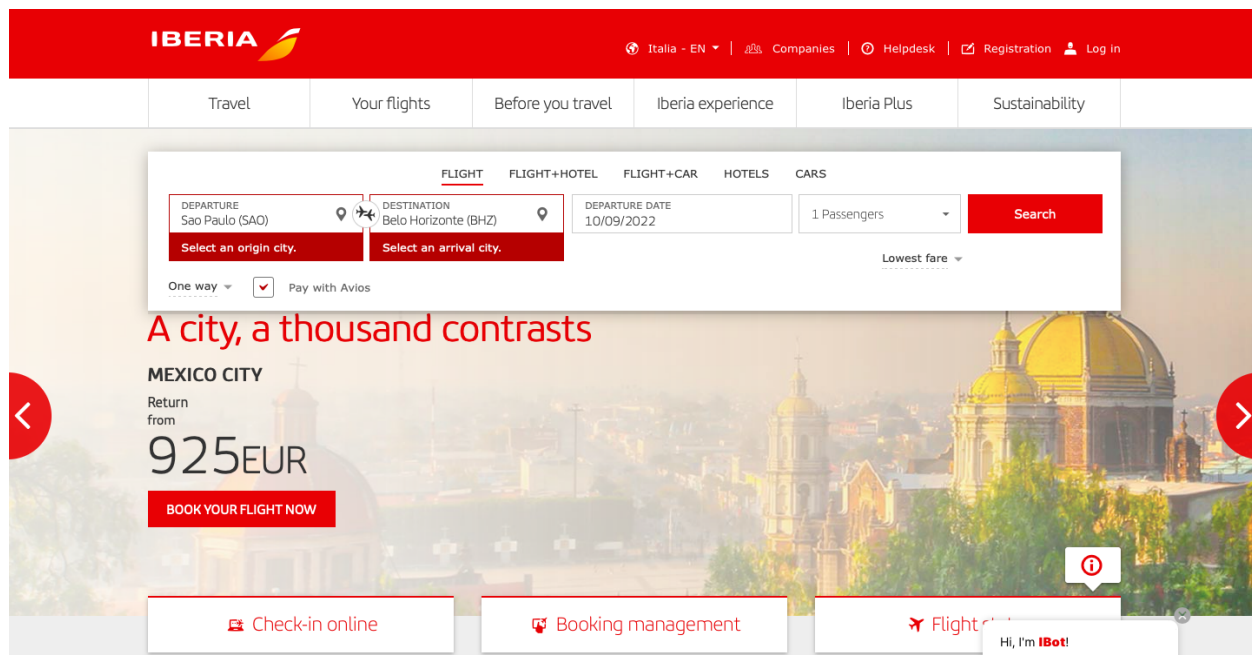 IBERIA
Italia - EN
Companies
Helpdesk
Registration
Log in
Travel
Your flights
Before you travel
Iberia experience
Iberia Plus
Sustainability
FLIGHT
FLIGHT+HOTEL
FLIGHT+CAR
HOTELS
CARS
DEPARTURE
Sao Paulo (SAO)
DESTINATION
Belo Horizonte (BHZ)
DEPARTURE DATE
10/09/2022
1 Passengers
Search
Select an origin city.
Select an arrival city.
Lowest fare
One way
Pay with Avios
A city, a thousand contrasts
MEXICO CITY
Return
from
925EUR
BOOK YOUR FLIGHT NOW
Check-in online
Booking management
Flight
Hi, I'm IBot!